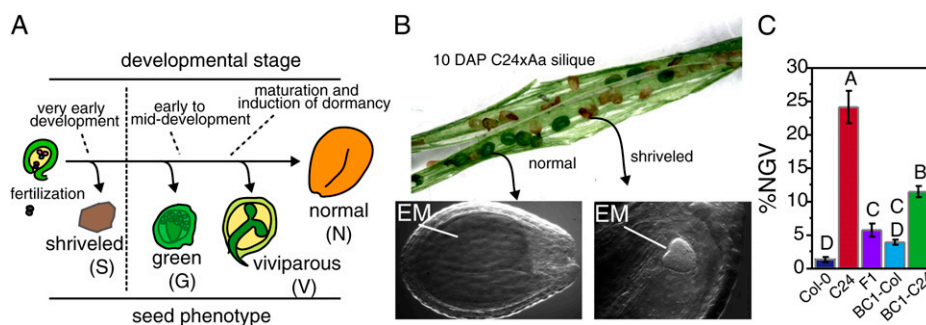 A
developmental stage
very early
development
early to
mid-development
maturation and
induction of dormancy
fertilization
shriveled
(S)
green
(G)
viviparous
(V)
normal
(N)
seed phenotype
B
10 DAP C24xAa silique
normal
shriveled
EM
EM
C
%NGV
30
25
20
15
10
5
0
D
A
C
C
D
B
Col-0
C24
F1
BC1-Col
BC1-C24